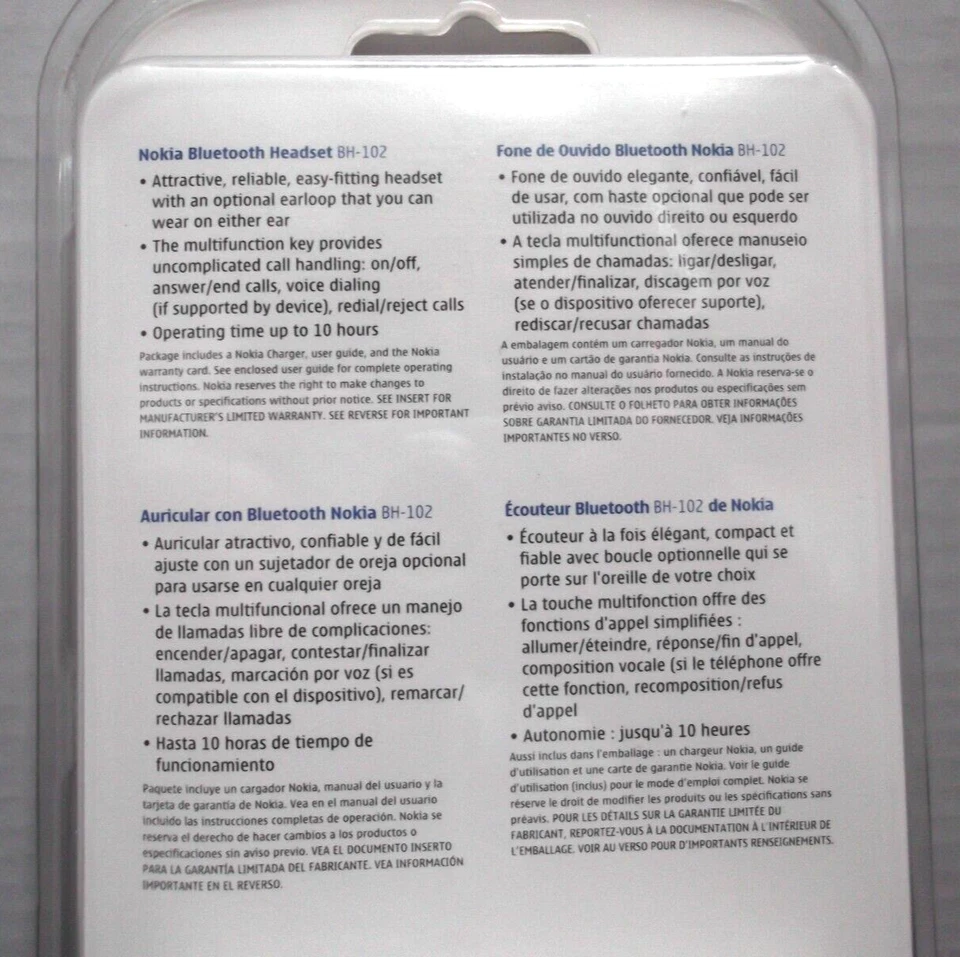 Nokia Bluetooth Headset BH-102
• Attractive, reliable, easy-fitting headset
with an optional earloop that you can
wear on either ear
• The multifunction key provides
uncomplicated call handling: on/off,
answer/end calls, voice dialing
(if supported by device), redial/reject calls
• Operating time up to 10 hours
Package includes a Nokia Charger, user guide, and the Nokia
warranty card. See enclosed user guide for complete operating
instructions. Nokia reserves the right to make changes to
products or specifications without prior notice. SEE INSERT FOR
MANUFACTURER'S LIMITED WARRANTY. SEE REVERSE FOR IMPORTANT
INFORMATION.
Fone de Ouvido Bluetooth Nokia BH-102
• Fone de ouvido elegante, confiável, fácil
de usar, com haste opcional que pode ser
utilizada no ouvido direito ou esquerdo
• A tecla multifunctional oferece manuseio
simples de chamadas: ligar/desligar,
atender/finalizar, discagem por voz
(se o dispositivo oferecer suporte),
rediscar/recusar chamadas
A embalagem contém um carregador Nokia, um manual do
usuário e um cartão de garantia Nokia. Consulte as instruções de
instalação no manual do usuário fornecido. A Nokia reserva-se o
direito de fazer alterações nos produtos ou especificações sem
prévio aviso. CONSULTE O FOLHETO PARA OBTER INFORMAÇÕES
SOBRE GARANTIA LIMITADA DO FORNECEDOR. VEJA INFORMAÇÕES
IMPORTANTES NO VERSO.
Auricular con Bluetooth Nokia BH-102
• Auricular atractivo, confiable y de fácil
ajuste con un sujetador de oreja opcional
para usarse en cualquier oreja
• La tecla multifuncional ofrece un manejo
de llamadas libre de complicaciones:
encender/apagar, contestar/finalizar
llamadas, marcación por voz (si es
compatible con el dispositivo), remarcar/
rechazar llamadas
• Hasta 10 horas de tiempo de
funcionamiento
Paquete incluye un cargador Nokia, manual del usuario y la
tarjeta de garantía de Nokia. Vea en el manual del usuario
incluido las instrucciones completas de operación. Nokia se
reserva el derecho de hacer cambios a los productos o
especificaciones sin aviso previo. VEA EL DOCUMENTO INSERTO
PARA LA GARANTÍA LIMITADA DEL FABRICANTE. VEA INFORMACIÓN
IMPORTANTE EN EL REVERSO.
Écouteur Bluetooth BH-102 de Nokia
• Écouteur à la fois élégant, compact et
fiable avec boucle optionnelle qui se
porte sur l'oreille de votre choix
• La touche multifonction offre des
fonctions d'appel simplifiées :
allumer/éteindre, réponse/fin d'appel,
composition vocale (si le téléphone offre
cette fonction, recomposition/refus
d'appel
• Autonomie : jusqu'à 10 heures
Aussi inclus dans l'emballage : un chargeur Nokia, un guide
d'utilisation et une carte de garantie Nokia. Voir le guide
d'utilisation (inclus) pour le mode d'emploi complet. Nokia se
réserve le droit de modifier les produits ou les spécifications sans
préavis. POUR LES DÉTAILS SUR LA GARANTIE LIMITÉE DU
FABRICANT, REPORTEZ-VOUS À LA DOCUMENTATION À L'INTÉRIEUR DE
L'EMBALLAGE. VOIR AU VERSO POUR D'IMPORTANTS RENSEIGNEMENTS.